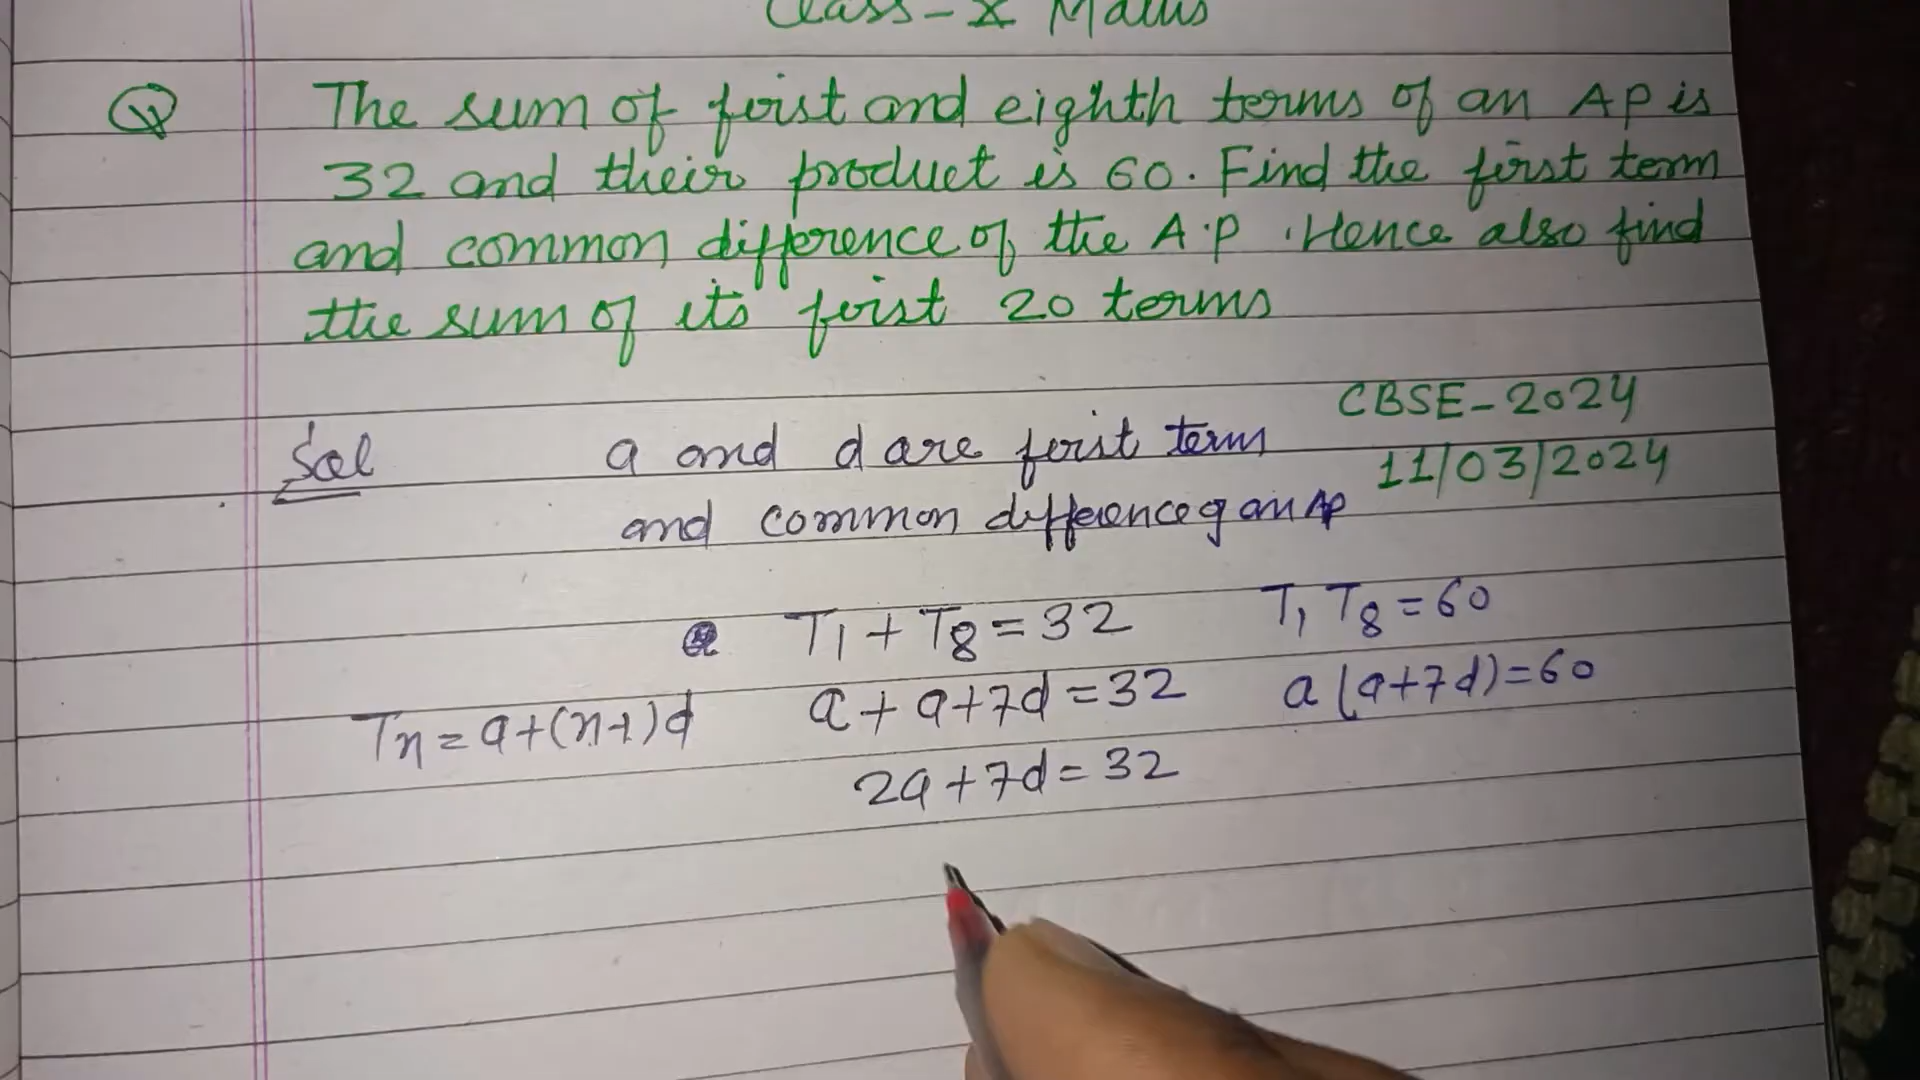 Class - X Maths
Q The sum of first and eighth terms of an AP is
32 and their product is 60. Find the first term
and common difference of the A.P. Hence also find
the sum of its first 20 terms
CBSE-2024
11/03/2024
Sol a and d are first term
and common difference of an AP
T₁ + T₈ = 32 T₁ T₈ = 60
Tn = a+(n-1)d a + a+7d = 32 a(a+7d)=60
2a+7d = 32